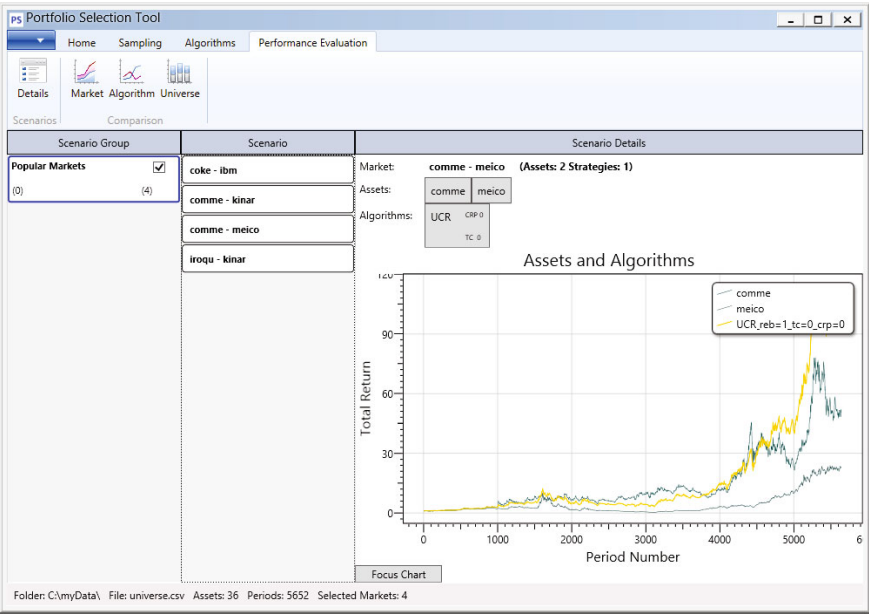 PS Portfolio Selection Tool
Home Sampling Algorithms Performance Evaluation
Details Market Algorithm Universe
Scenarios Comparison
Scenario Group Scenario Scenario Details
Popular Markets
(0) (4)
coke - ibm
comme - kinar
comme - meico
iroqu - kinar
Market: comme - meico (Assets: 2 Strategies: 1)
Assets: comme meico
Algorithms: UCR CRP 0
TC 0
Assets and Algorithms
120
90
60
30
0
Total Return
comme
meico
UCR_reb=1_tc=0_crp=0
0 1000 2000 3000 4000 5000 6
Period Number
Focus Chart
Folder: C:\myData\ File: universe.csv Assets: 36 Periods: 5652 Selected Markets: 4